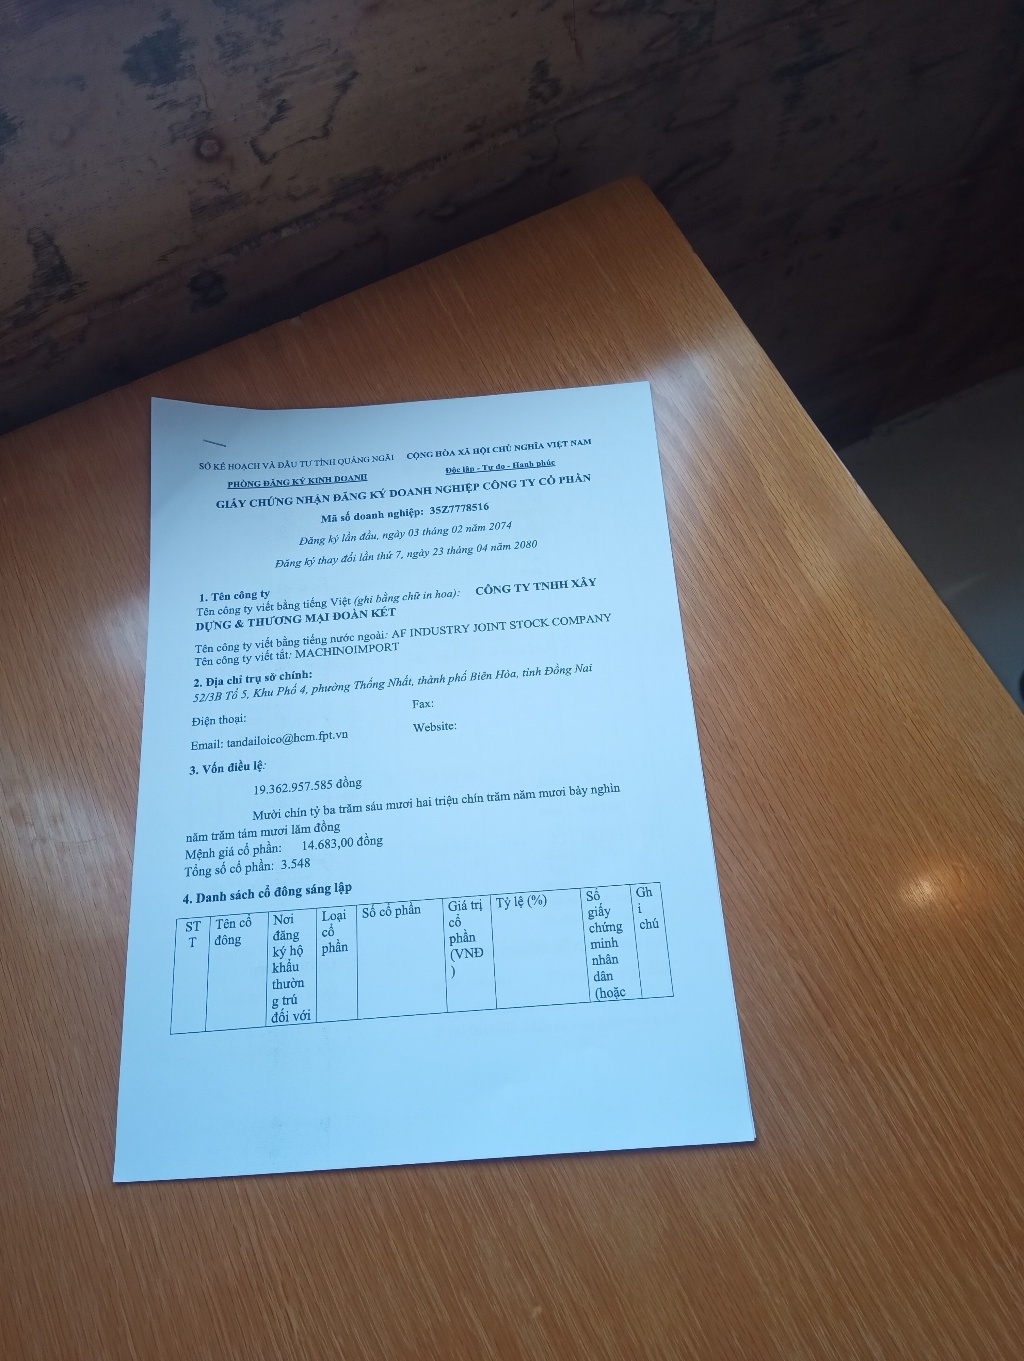 SỞ KẾ HOẠCH VÀ ĐẦU TƯ TỈNH QUẢNG NGÃI CỘNG HÒA XÃ HỘI CHỦ NGHĨA VIỆT NAM
PHÒNG ĐĂNG KÝ KINH DOANH Độc lập - Tự do - Hạnh phúc
GIẤY CHỨNG NHẬN ĐĂNG KÝ DOANH NGHIỆP CÔNG TY CỔ PHẦN
Mã số doanh nghiệp: 35Z7778516
Đăng ký lần đầu, ngày 03 tháng 02 năm 2074
Đăng ký thay đổi lần thứ 7, ngày 23 tháng 04 năm 2080
1. Tên công ty
Tên công ty viết bằng tiếng Việt (ghi bằng chữ in hoa): CÔNG TY TNHH XÂY
DỰNG & THƯƠNG MẠI ĐOÀN KẾT
Tên công ty viết bằng tiếng nước ngoài: AF INDUSTRY JOINT STOCK COMPANY
Tên công ty viết tắt: MACHINOIMPORT
2. Địa chỉ trụ sở chính:
52/3B Tổ 5, Khu Phố 4, phường Thống Nhất, thành phố Biên Hòa, tỉnh Đồng Nai
Điện thoại: Fax:
Email: tandailoico@hcm.fpt.vn Website:
3. Vốn điều lệ:
19.362.957.585 đồng
Mười chín tỷ ba trăm sáu mươi hai triệu chín trăm năm mươi bảy nghìn
năm trăm tám mươi lăm đồng
Mệnh giá cổ phần: 14.683,00 đồng
Tổng số cổ phần: 3.548
4. Danh sách cổ đông sáng lập
ST Tên cổ Nơi Loại Số cổ phần Giá trị Tỷ lệ (%) Số Gh
T đông đăng cổ cổ giấy i
ký hộ phần phần chứng chú
khẩu (VNĐ minh
thườn ) nhân
g trú dân
đối với (hoặc